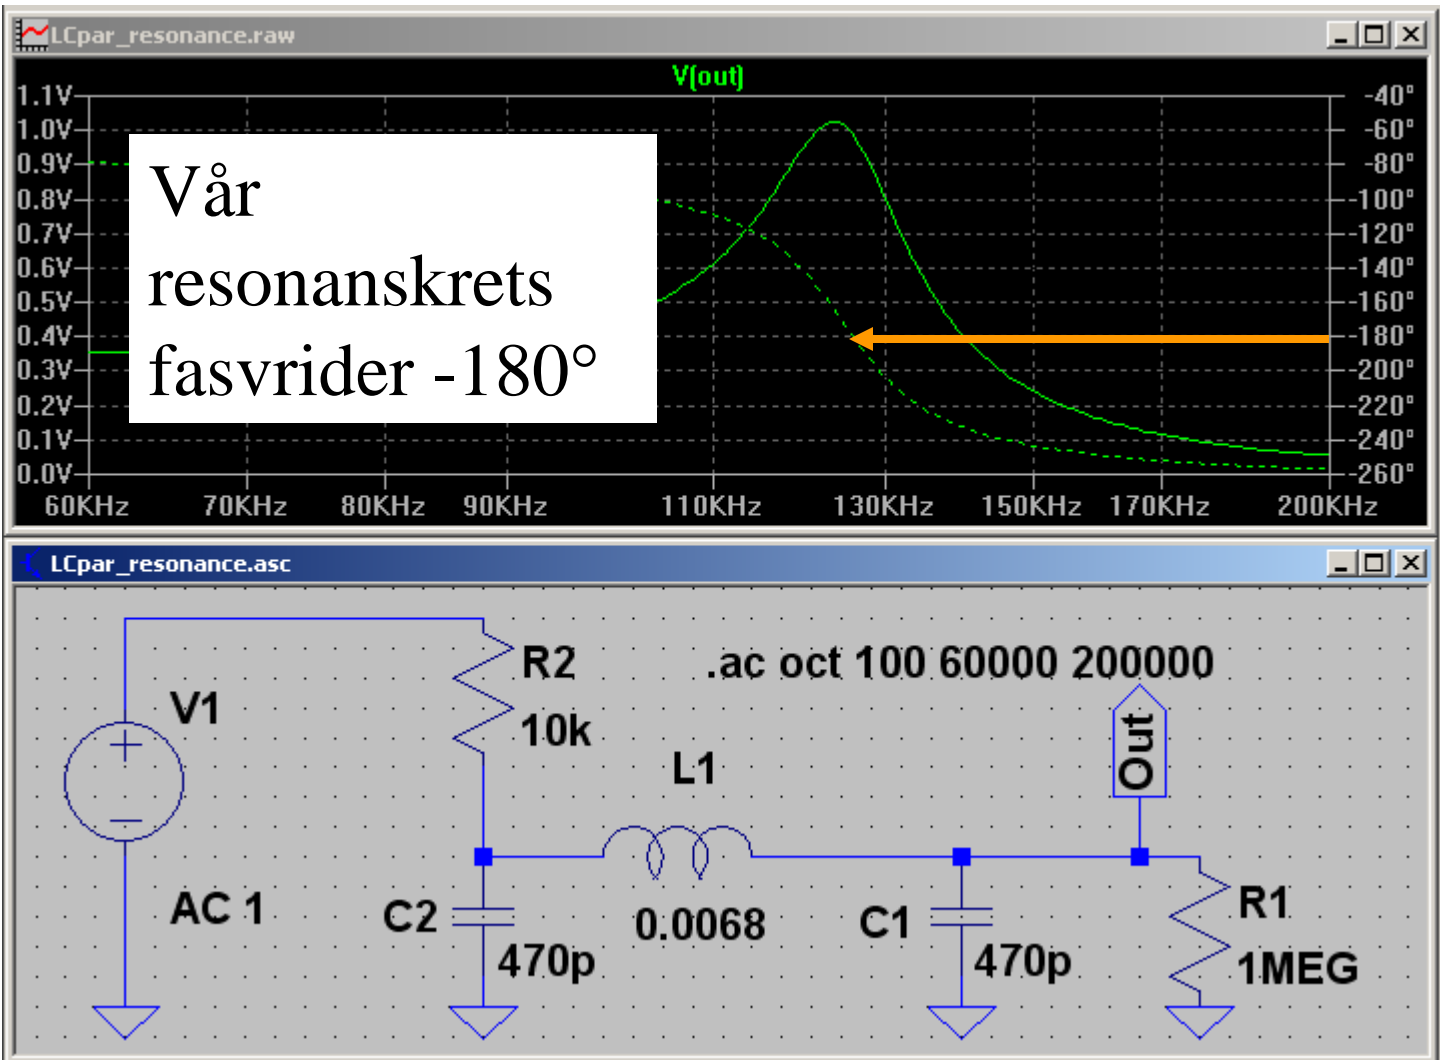 LCpar_resonance.raw
V(out)
1.1V
1.0V
0.9V
0.8V
0.7V
0.6V
0.5V
0.4V
0.3V
0.2V
0.1V
0.0V
Vår
resonanskrets
fasvrider -180°
-40°
-60°
-80°
-100°
-120°
-140°
-160°
-180°
-200°
-220°
-240°
-260°
60KHz 70KHz 80KHz 90KHz 110KHz 130KHz 150KHz 170KHz 200KHz
LCpar_resonance.asc
R2 .ac oct 100 60000 200000
V1
10k
Out
L1
AC 1
C2
0.0068
C1
R1
470p
470p
1MEG